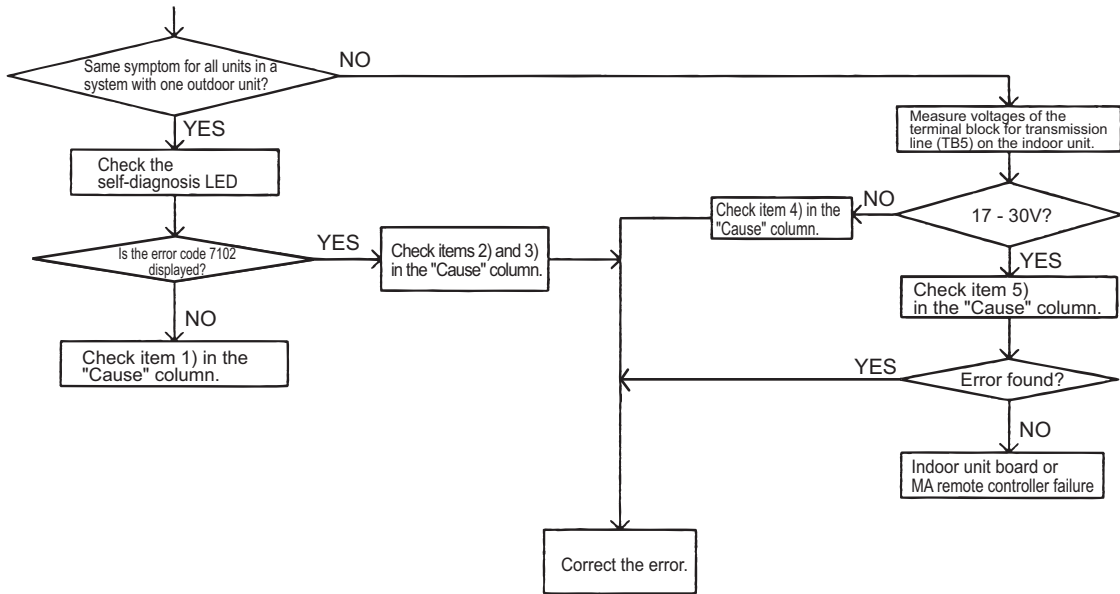 Same symptom for all units in a
system with one outdoor unit?
NO
YES
Measure voltages of the
terminal block for transmission
line (TB5) on the indoor unit.
Check the
self-diagnosis LED
17 - 30V?
NO
Check item 4) in the
"Cause" column.
YES
Is the error code 7102
displayed?
YES
Check items 2) and 3)
in the "Cause" column.
Check item 5)
in the "Cause" column.
NO
Check item 1) in the
"Cause" column.
YES
Error found?
NO
Indoor unit board or
MA remote controller failure
Correct the error.